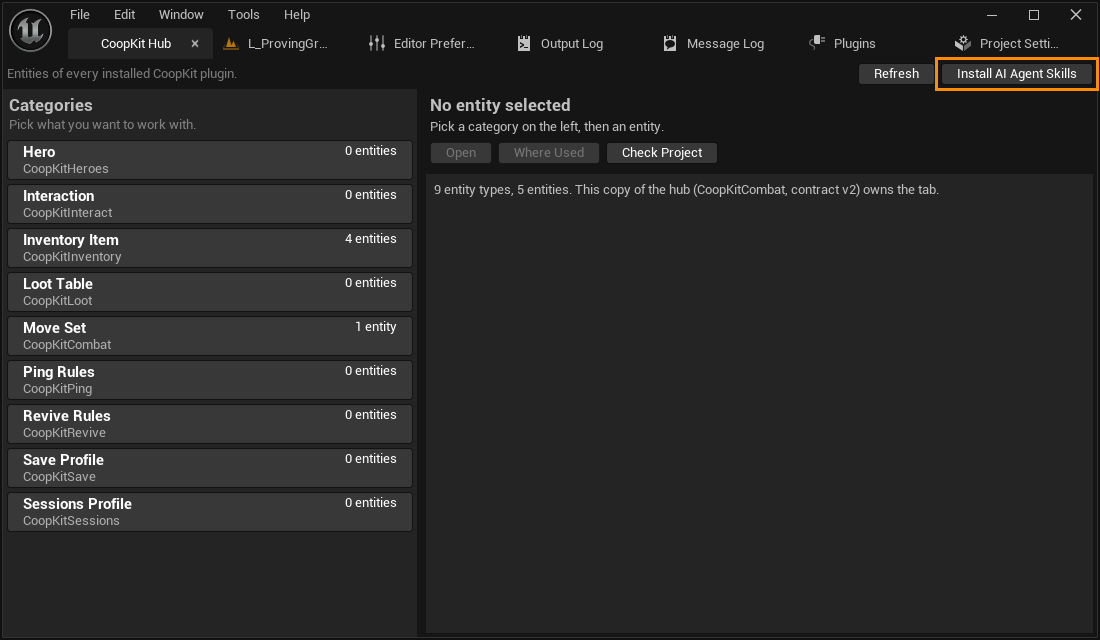 File Edit Window Tools Help
CoopKit Hub × L_ProvingGr... Editor Prefer... Output Log Message Log Plugins Project Setti...
Entities of every installed CoopKit plugin. Refresh Install AI Agent Skills
Categories
Pick what you want to work with.
Hero 0 entities
CoopKitHeroes
Interaction 0 entities
CoopKitInteract
Inventory Item 4 entities
CoopKitInventory
Loot Table 0 entities
CoopKitLoot
Move Set 1 entity
CoopKitCombat
Ping Rules 0 entities
CoopKitPing
Revive Rules 0 entities
CoopKitRevive
Save Profile 0 entities
CoopKitSave
Sessions Profile 0 entities
CoopKitSessions
No entity selected
Pick a category on the left, then an entity.
Open Where Used Check Project
9 entity types, 5 entities. This copy of the hub (CoopKitCombat, contract v2) owns the tab.